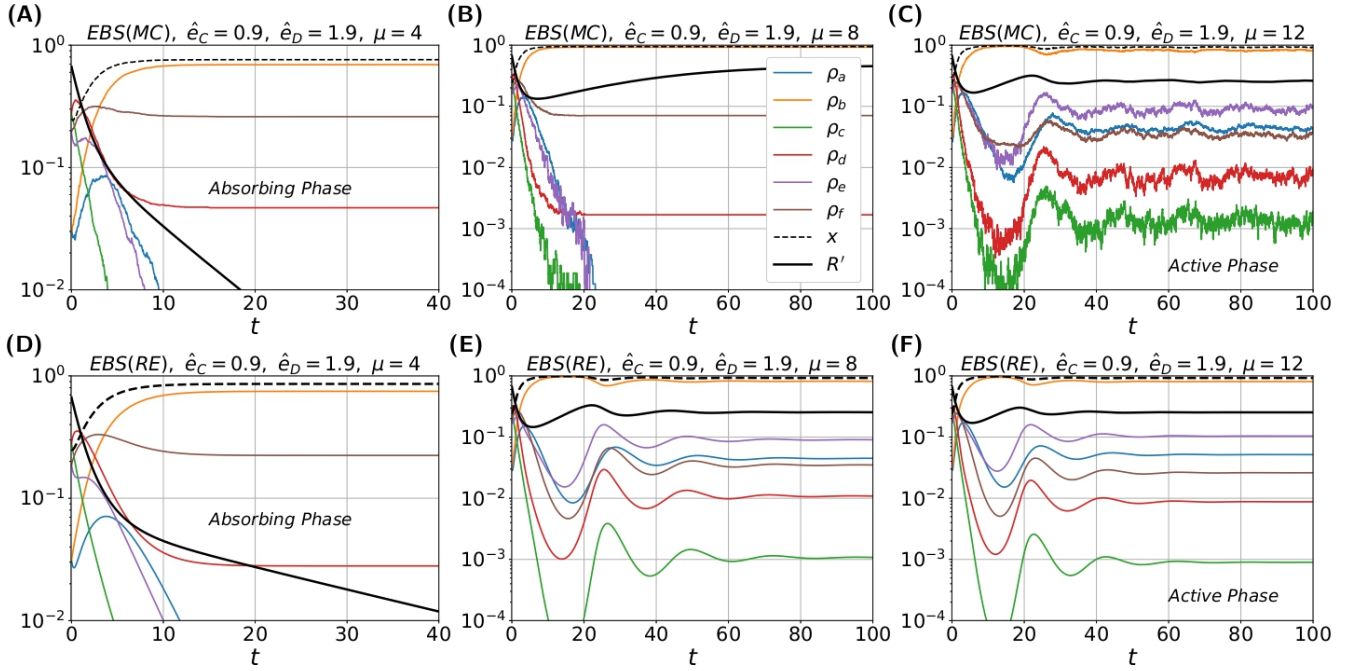 (A)
EBS(MC), ê_C = 0.9, ê_D = 1.9, μ = 4
10^0
10^{-1}
10^{-2}
Absorbing Phase
0 10 20 30 40
t
(B)
EBS(MC), ê_C = 0.9, ê_D = 1.9, μ = 8
10^0
10^{-1}
10^{-2}
10^{-3}
10^{-4}
ρ_a
ρ_b
ρ_c
ρ_d
ρ_e
ρ_f
x
R′
0 20 40 60 80 100
t
(C)
EBS(MC), ê_C = 0.9, ê_D = 1.9, μ = 12
10^0
10^{-1}
10^{-2}
10^{-3}
10^{-4}
Active Phase
0 20 40 60 80 100
t
(D)
EBS(RE), ê_C = 0.9, ê_D = 1.9, μ = 4
10^0
10^{-1}
10^{-2}
Absorbing Phase
0 10 20 30 40
t
(E)
EBS(RE), ê_C = 0.9, ê_D = 1.9, μ = 8
10^0
10^{-1}
10^{-2}
10^{-3}
10^{-4}
0 20 40 60 80 100
t
(F)
EBS(RE), ê_C = 0.9, ê_D = 1.9, μ = 12
10^0
10^{-1}
10^{-2}
10^{-3}
10^{-4}
Active Phase
0 20 40 60 80 100
t